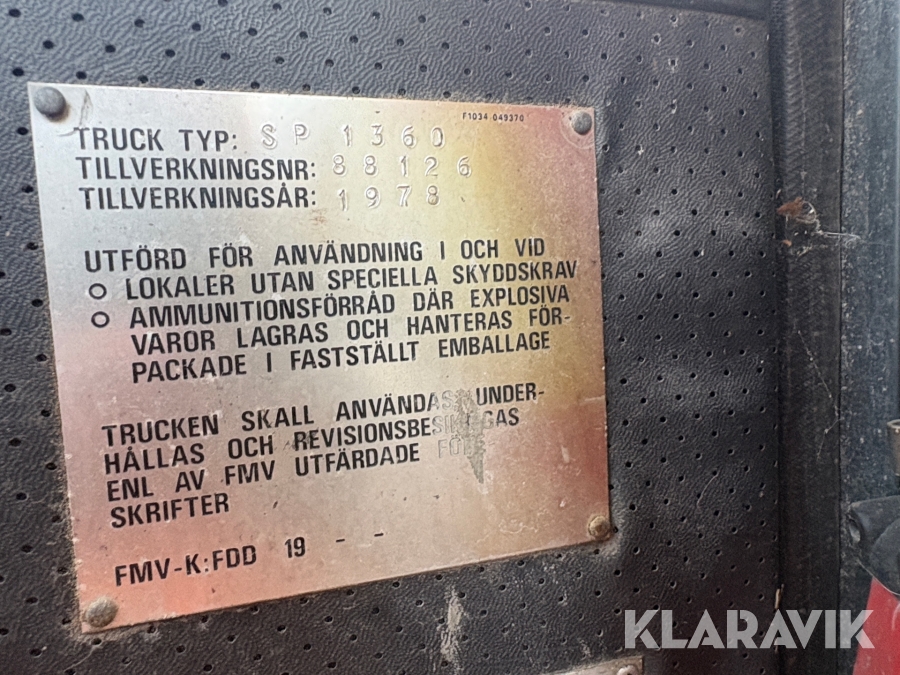 F1034 049370
TRUCK TYP: SP 1360
TILLVERKNINGSNR: 88126
TILLVERKNINGSÅR: 1978
UTFÖRD FÖR ANVÄNDNING I OCH VID
O LOKALER UTAN SPECIELLA SKYDDSKRAV
O AMMUNITIONSFÖRRÅD DÄR EXPLOSIVA
VAROR LAGRAS OCH HANTERAS FÖR-
PACKADE I FASTSTÄLLT EMBALLAGE
TRUCKEN SKALL ANVÄNDAS UNDER-
HÅLLAS OCH REVISIONSBESIKTIGAS
ENL AV FMV UTFÄRDADE FÖR
SKRIFTER
FMV-K:FDD 19 - -
KLARAVIK